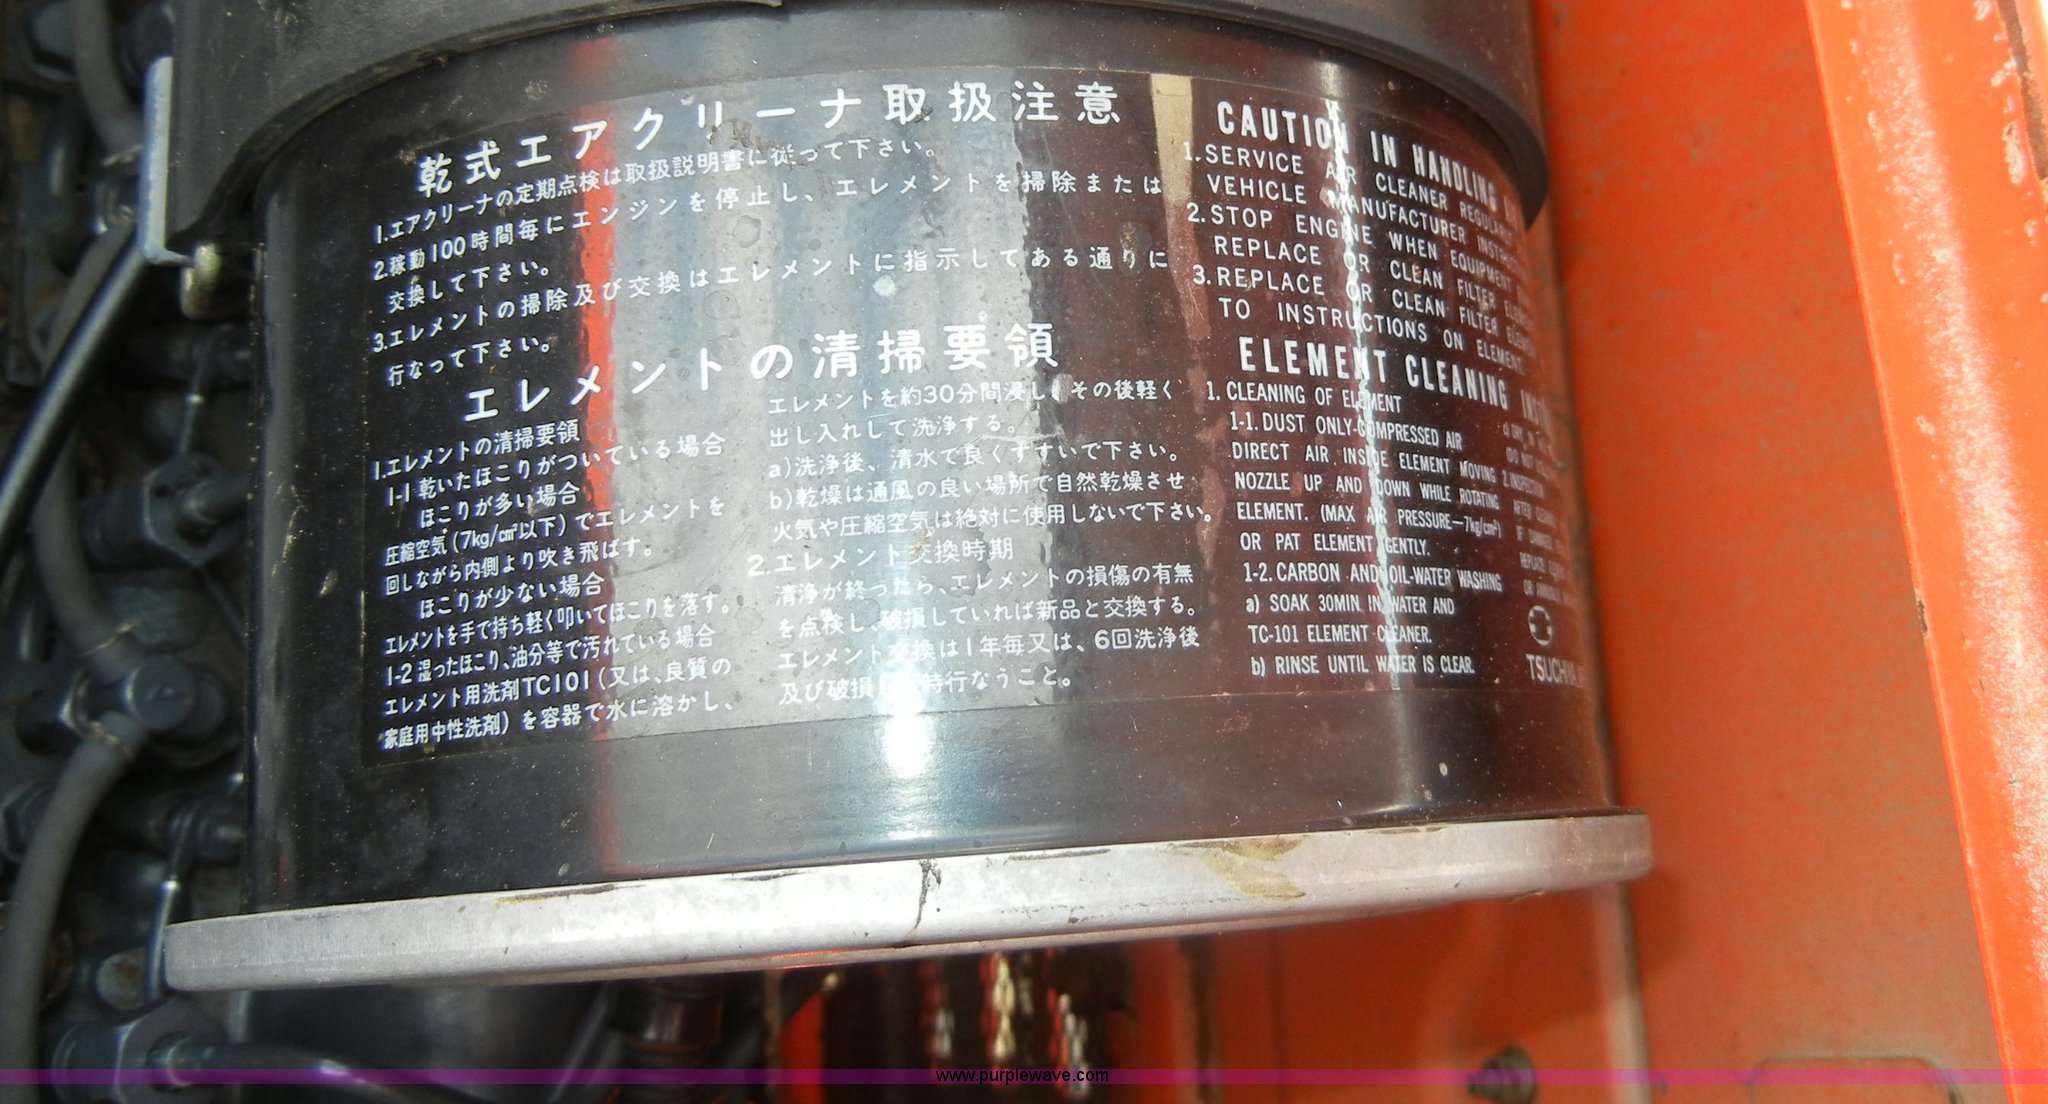 乾式エアクリーナ取扱注意
1.エアクリーナの定期点検は取扱説明書に従って下さい。
2.稼動100時間毎にエンジンを停止し、エレメントを掃除または
交換して下さい。
3.エレメントの掃除及び交換はエレメントに指示してある通りに
行なって下さい。
エレメントの清掃要領
1.エレメントの清掃要領
1-1 乾いたほこりがついている場合
ほこりが多い場合
圧縮空気(7kg/cm²以下)でエレメントを
回しながら内側より吹き飛ばす。
ほこりが少ない場合
エレメントを手で持ち軽く叩いてほこりを落す。
1-2 湿ったほこり、油分等で汚れている場合
エレメント用洗剤TC101(又は、良質の
家庭用中性洗剤)を容器で水に溶かし、
エレメントを約30分間浸し、その後軽く
出し入れして洗浄する。
a)洗浄後、清水で良くすすいで下さい。
b)乾燥は通風の良い場所で自然乾燥させ
火気や圧縮空気は絶対に使用しないで下さい。
2.エレメント交換時期
清浄が終ったら、エレメントの損傷の有無
を点検し、破損していれば新品と交換する。
エレメント交換は1年毎又は、6回洗浄後
及び破損 時行なうこと。
CAUTION IN HANDLING
1.SERVICE AIR CLEANER REGULARLY
VEHICLE MANUFACTURER
2.STOP ENGINE WHEN EQUIPMENT
REPLACE OR CLEAN FILTER
3.REPLACE OR CLEAN FILTER
TO INSTRUCTIONS ON ELEMENT.
ELEMENT CLEANING
1. CLEANING OF ELEMENT
1-1. DUST ONLY-COMPRESSED AIR
DIRECT AIR INSIDE ELEMENT MOVING
NOZZLE UP AND DOWN WHILE ROTATING
ELEMENT. (MAX AIR PRESSURE—7kg/cm²)
OR PAT ELEMENT GENTLY.
1-2. CARBON AND OIL-WATER WASHING
a) SOAK 30MIN IN WATER AND
TC-101 ELEMENT CLEANER.
b) RINSE UNTIL WATER IS CLEAR.
2.INSPECTION
AFTER
TSUCHIYA
www.purplewave.com